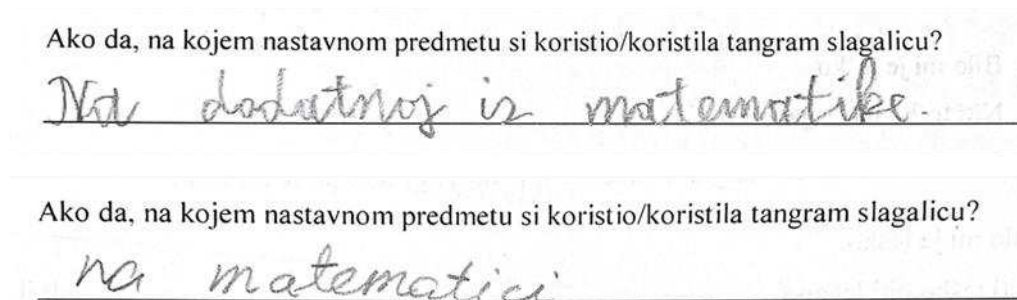 Ako da, na kojem nastavnom predmetu si koristio/koristila tangram slagalicu?
Na dodatnoj iz matematike.
Ako da, na kojem nastavnom predmetu si koristio/koristila tangram slagalicu?
na matematici